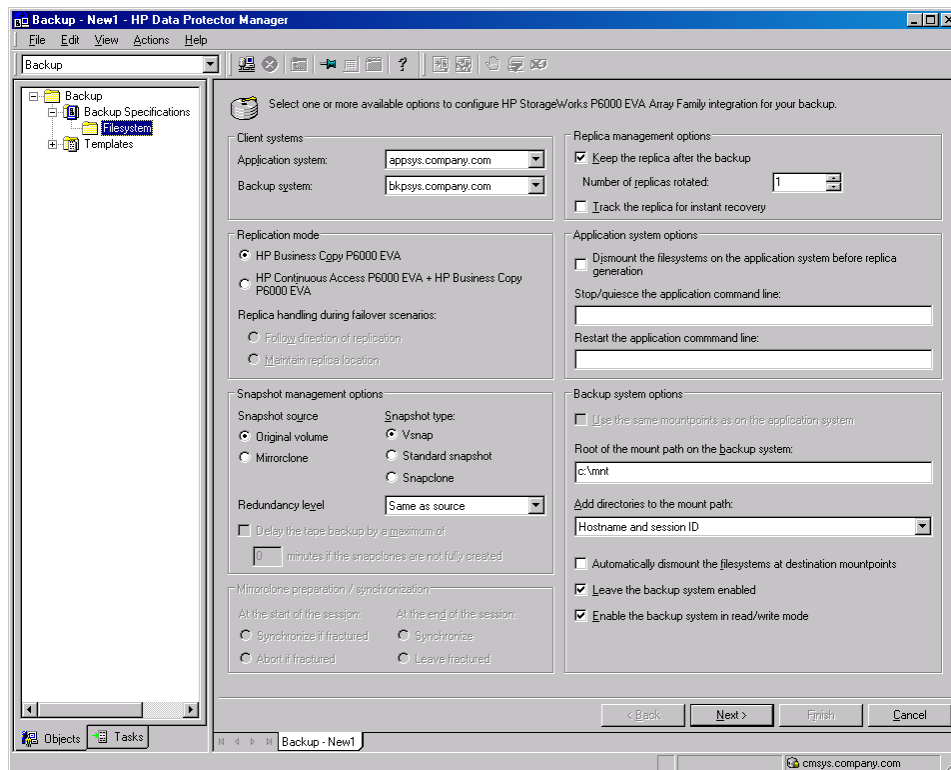 Backup - New1 - HP Data Protector Manager
File Edit View Actions Help
Backup
Backup
Backup Specifications
Filesystem
Templates
Objects
Tasks
Select one or more available options to configure HP StorageWorks P6000 EVA Array Family integration for your backup.
Client systems
Application system:
appsys.company.com
Backup system:
bkpsys.company.com
Replication mode
HP Business Copy P6000 EVA
HP Continuous Access P6000 EVA + HP Business Copy
P6000 EVA
Replica handling during failover scenarios:
Follow direction of replication
Maintain replica location
Snapshot management options
Snapshot source
Original volume
Mirrorclone
Snapshot type:
Vsnap
Standard snapshot
Snapclone
Redundancy level
Same as source
Delay the tape backup by a maximum of
0 minutes if the snapclones are not fully created
Mirrorclone preparation / synchronization
At the start of the session:
Synchronize if fractured
Abort if fractured
At the end of the session:
Synchronize
Leave fractured
Replica management options
Keep the replica after the backup
Number of replicas rotated:
1
Track the replica for instant recovery
Application system options
Dismount the filesystems on the application system before replica
generation
Stop/quiesce the application command line:
Restart the application commmand line:
Backup system options
Use the same mountpoints as on the application system
Root of the mount path on the backup system:
c:\mnt
Add directories to the mount path:
Hostname and session ID
Automatically dismount the filesystems at destination mountpoints
Leave the backup system enabled
Enable the backup system in read/write mode
< Back
Next >
Finish
Cancel
Backup - New1
cmsys.company.com